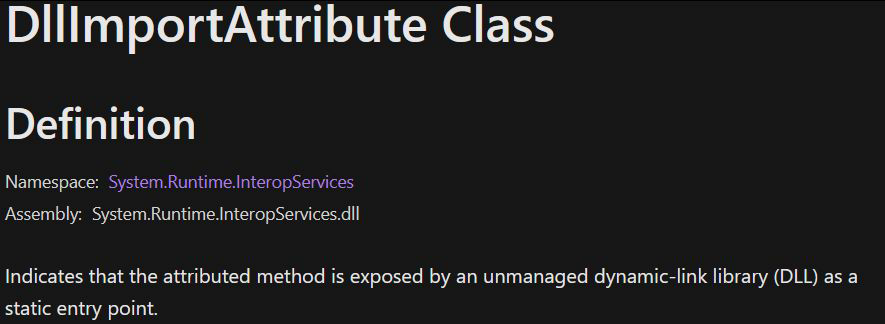 DllImportAttribute Class
Definition
Namespace: System.Runtime.InteropServices
Assembly: System.Runtime.InteropServices.dll
Indicates that the attributed method is exposed by an unmanaged dynamic-link library (DLL) as a
static entry point.